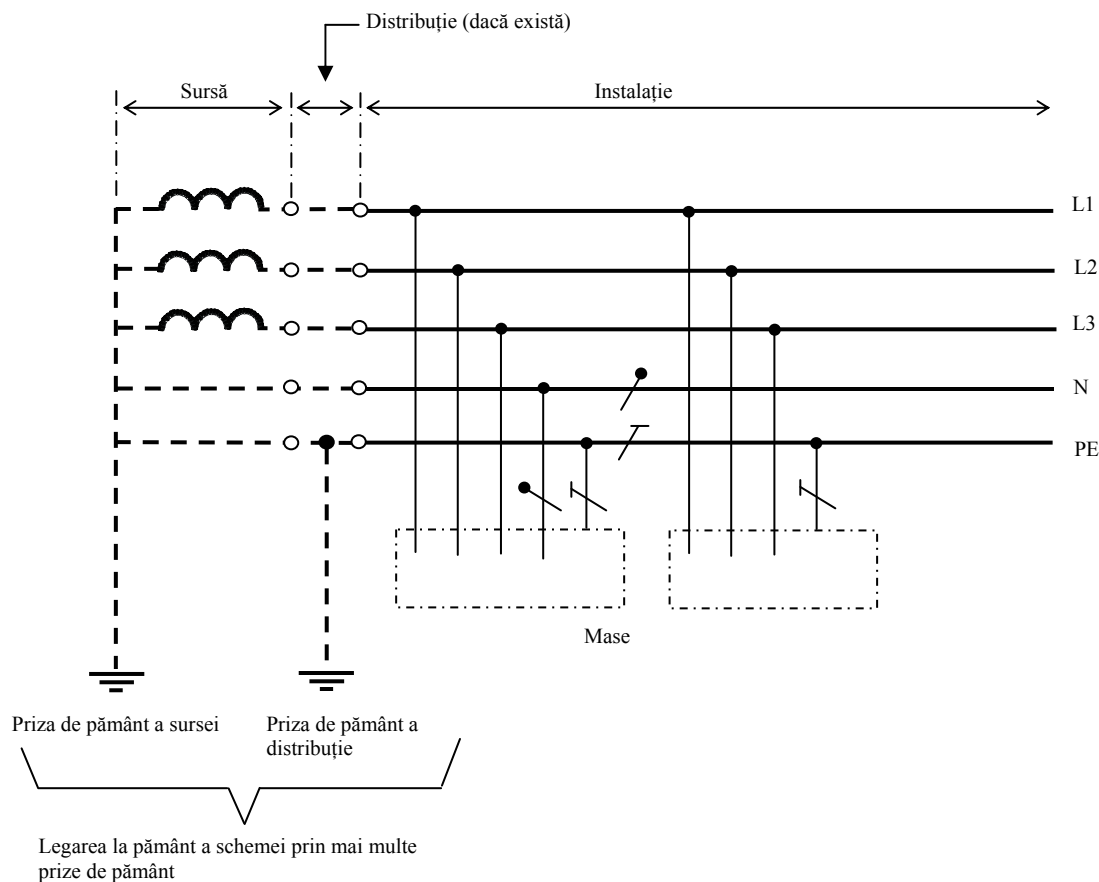 Distribuție (dacă există)
Sursă
Instalație
L1
L2
L3
N
PE
Mase
Priza de pământ a sursei
Priza de pământ a
distribuție
Legarea la pământ a schemei prin mai multe
prize de pământ